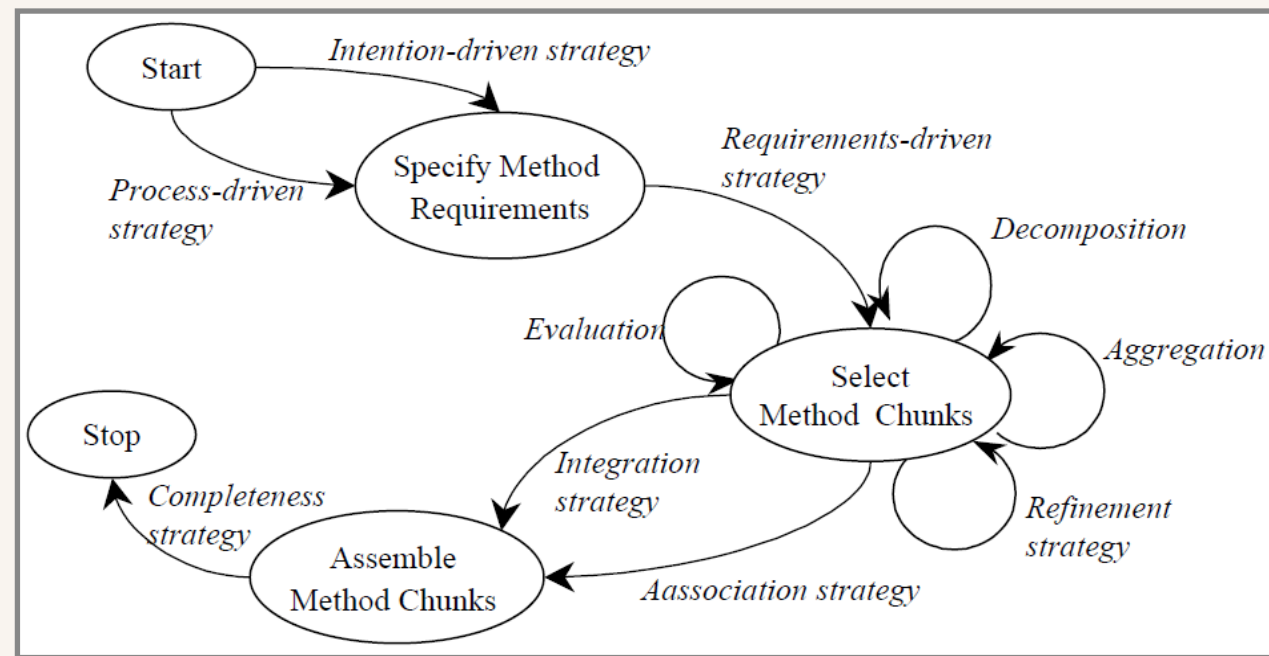 Start
Intention-driven strategy
Process-driven
strategy
Specify Method
Requirements
Requirements-driven
strategy
Decomposition
Evaluation
Aggregation
Select
Method Chunks
Stop
Integration
strategy
Refinement
strategy
Completeness
strategy
Assemble
Method Chunks
Aassociation strategy